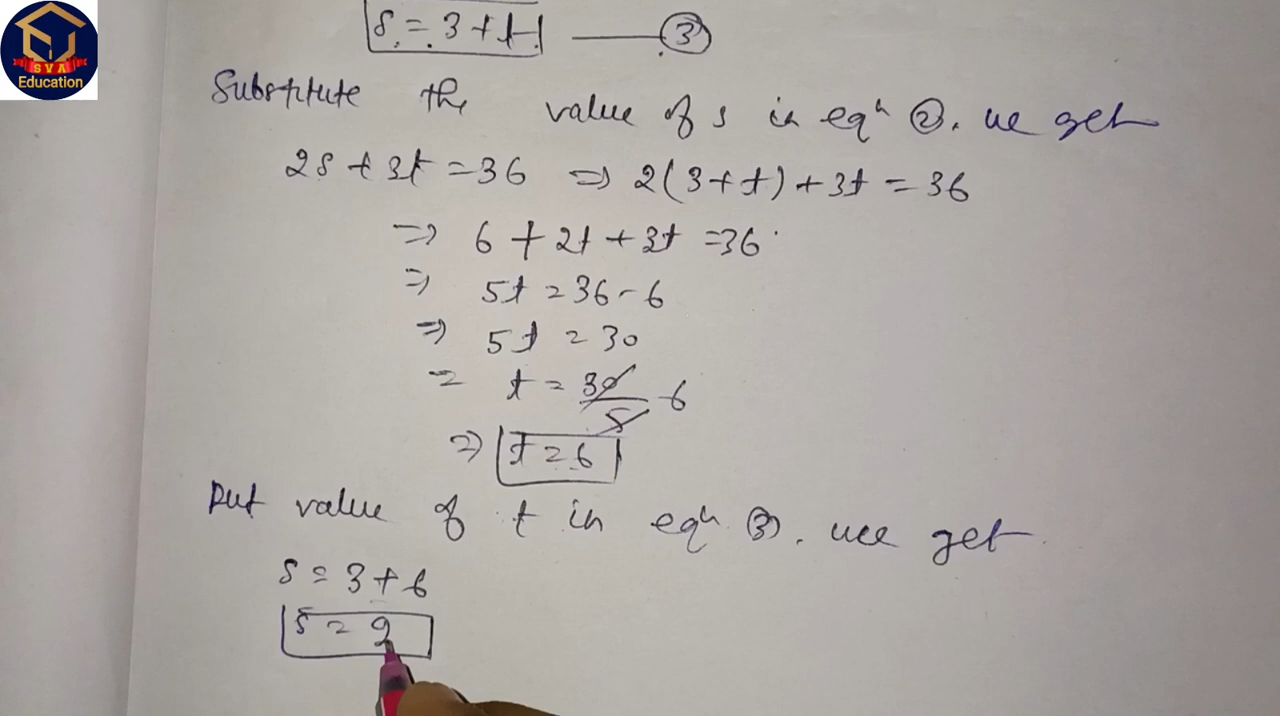 SVA
Education
s = 3 + t ③
Substitute the value of s in eqⁿ ②. we get
2s + 3t = 36 ⇒ 2(3 + t) + 3t = 36
⇒ 6 + 2t + 3t = 36
⇒ 5t = 36 - 6
⇒ 5t = 30
= t = 30/5 6
⇒ t = 6
Put value of t in eqⁿ ③. we get
s = 3 + 6
s = 9